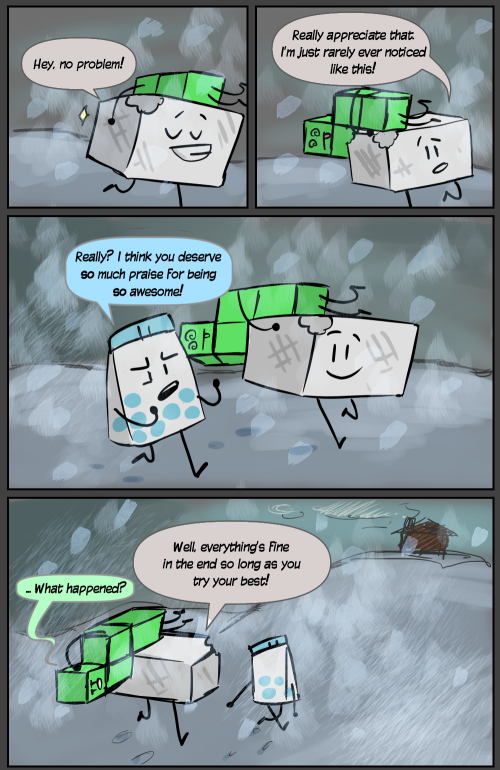 Hey, no problem!
Really appreciate that.
I'm just rarely ever noticed
like this!
Really? I think you deserve
so much praise for being
so awesome!
Well, everything's fine
in the end so long as you
try your best!
... What happened?